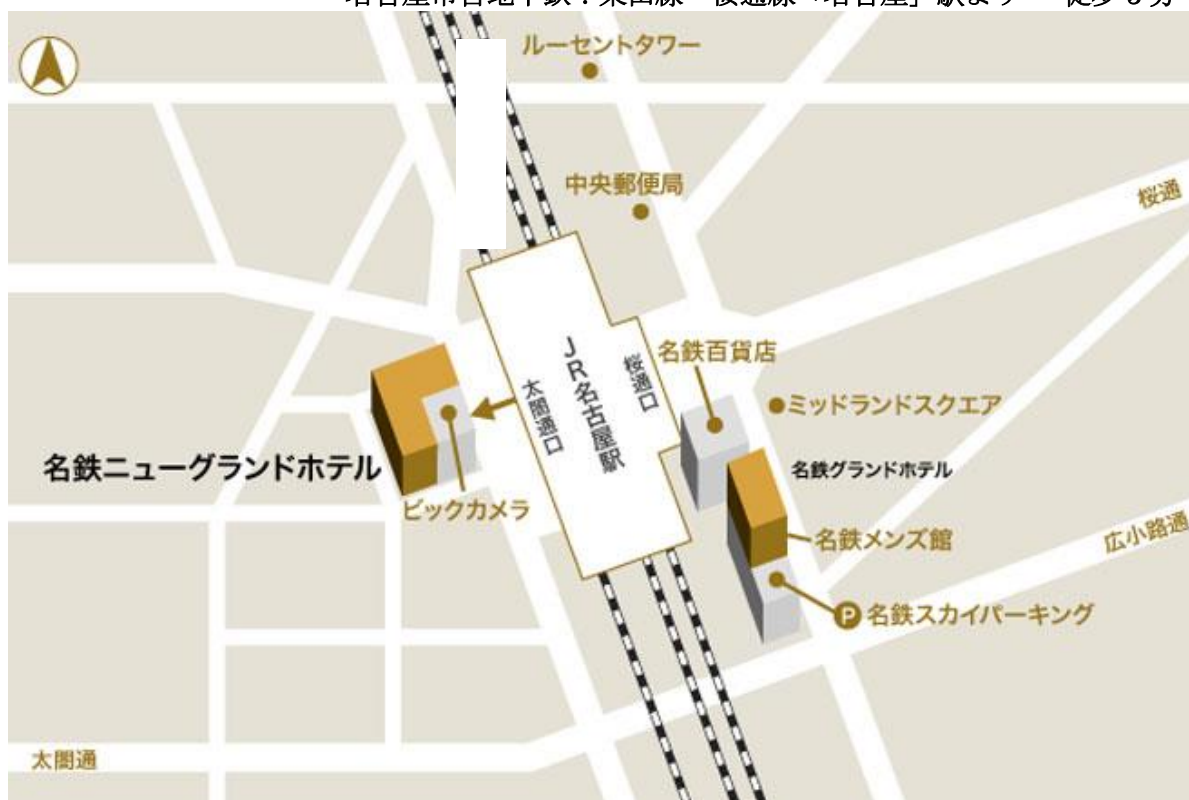 ルーセントタワー
中央郵便局
桜通
名鉄百貨店
JR名古屋駅
桜通口
太閤通口
ミッドランドスクエア
名鉄ニューグランドホテル
名鉄グランドホテル
ビックカメラ
名鉄メンズ館
広小路通
P 名鉄スカイパーキング
太閤通